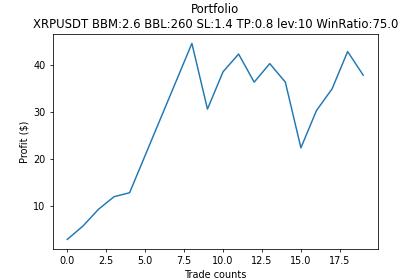 Portfolio
XRPUSDT BBM:2.6 BBL:260 SL:1.4 TP:0.8 lev:10 WinRatio:75.0
40
30
20
10
Profit ($)
0.0 2.5 5.0 7.5 10.0 12.5 15.0 17.5
Trade counts